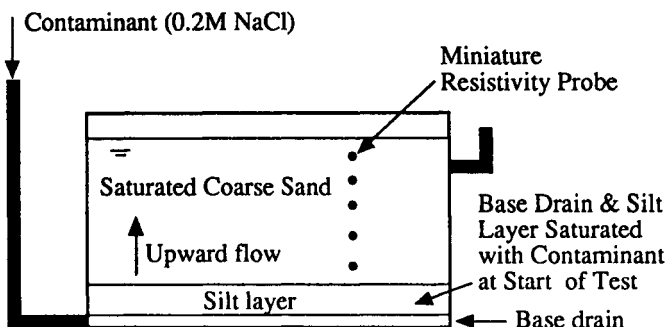 Contaminant (0.2M NaCl)
Miniature
Resistivity Probe
Saturated Coarse Sand
Upward flow
Base Drain & Silt
Layer Saturated
with Contaminant
at Start of Test
Silt layer
Base drain